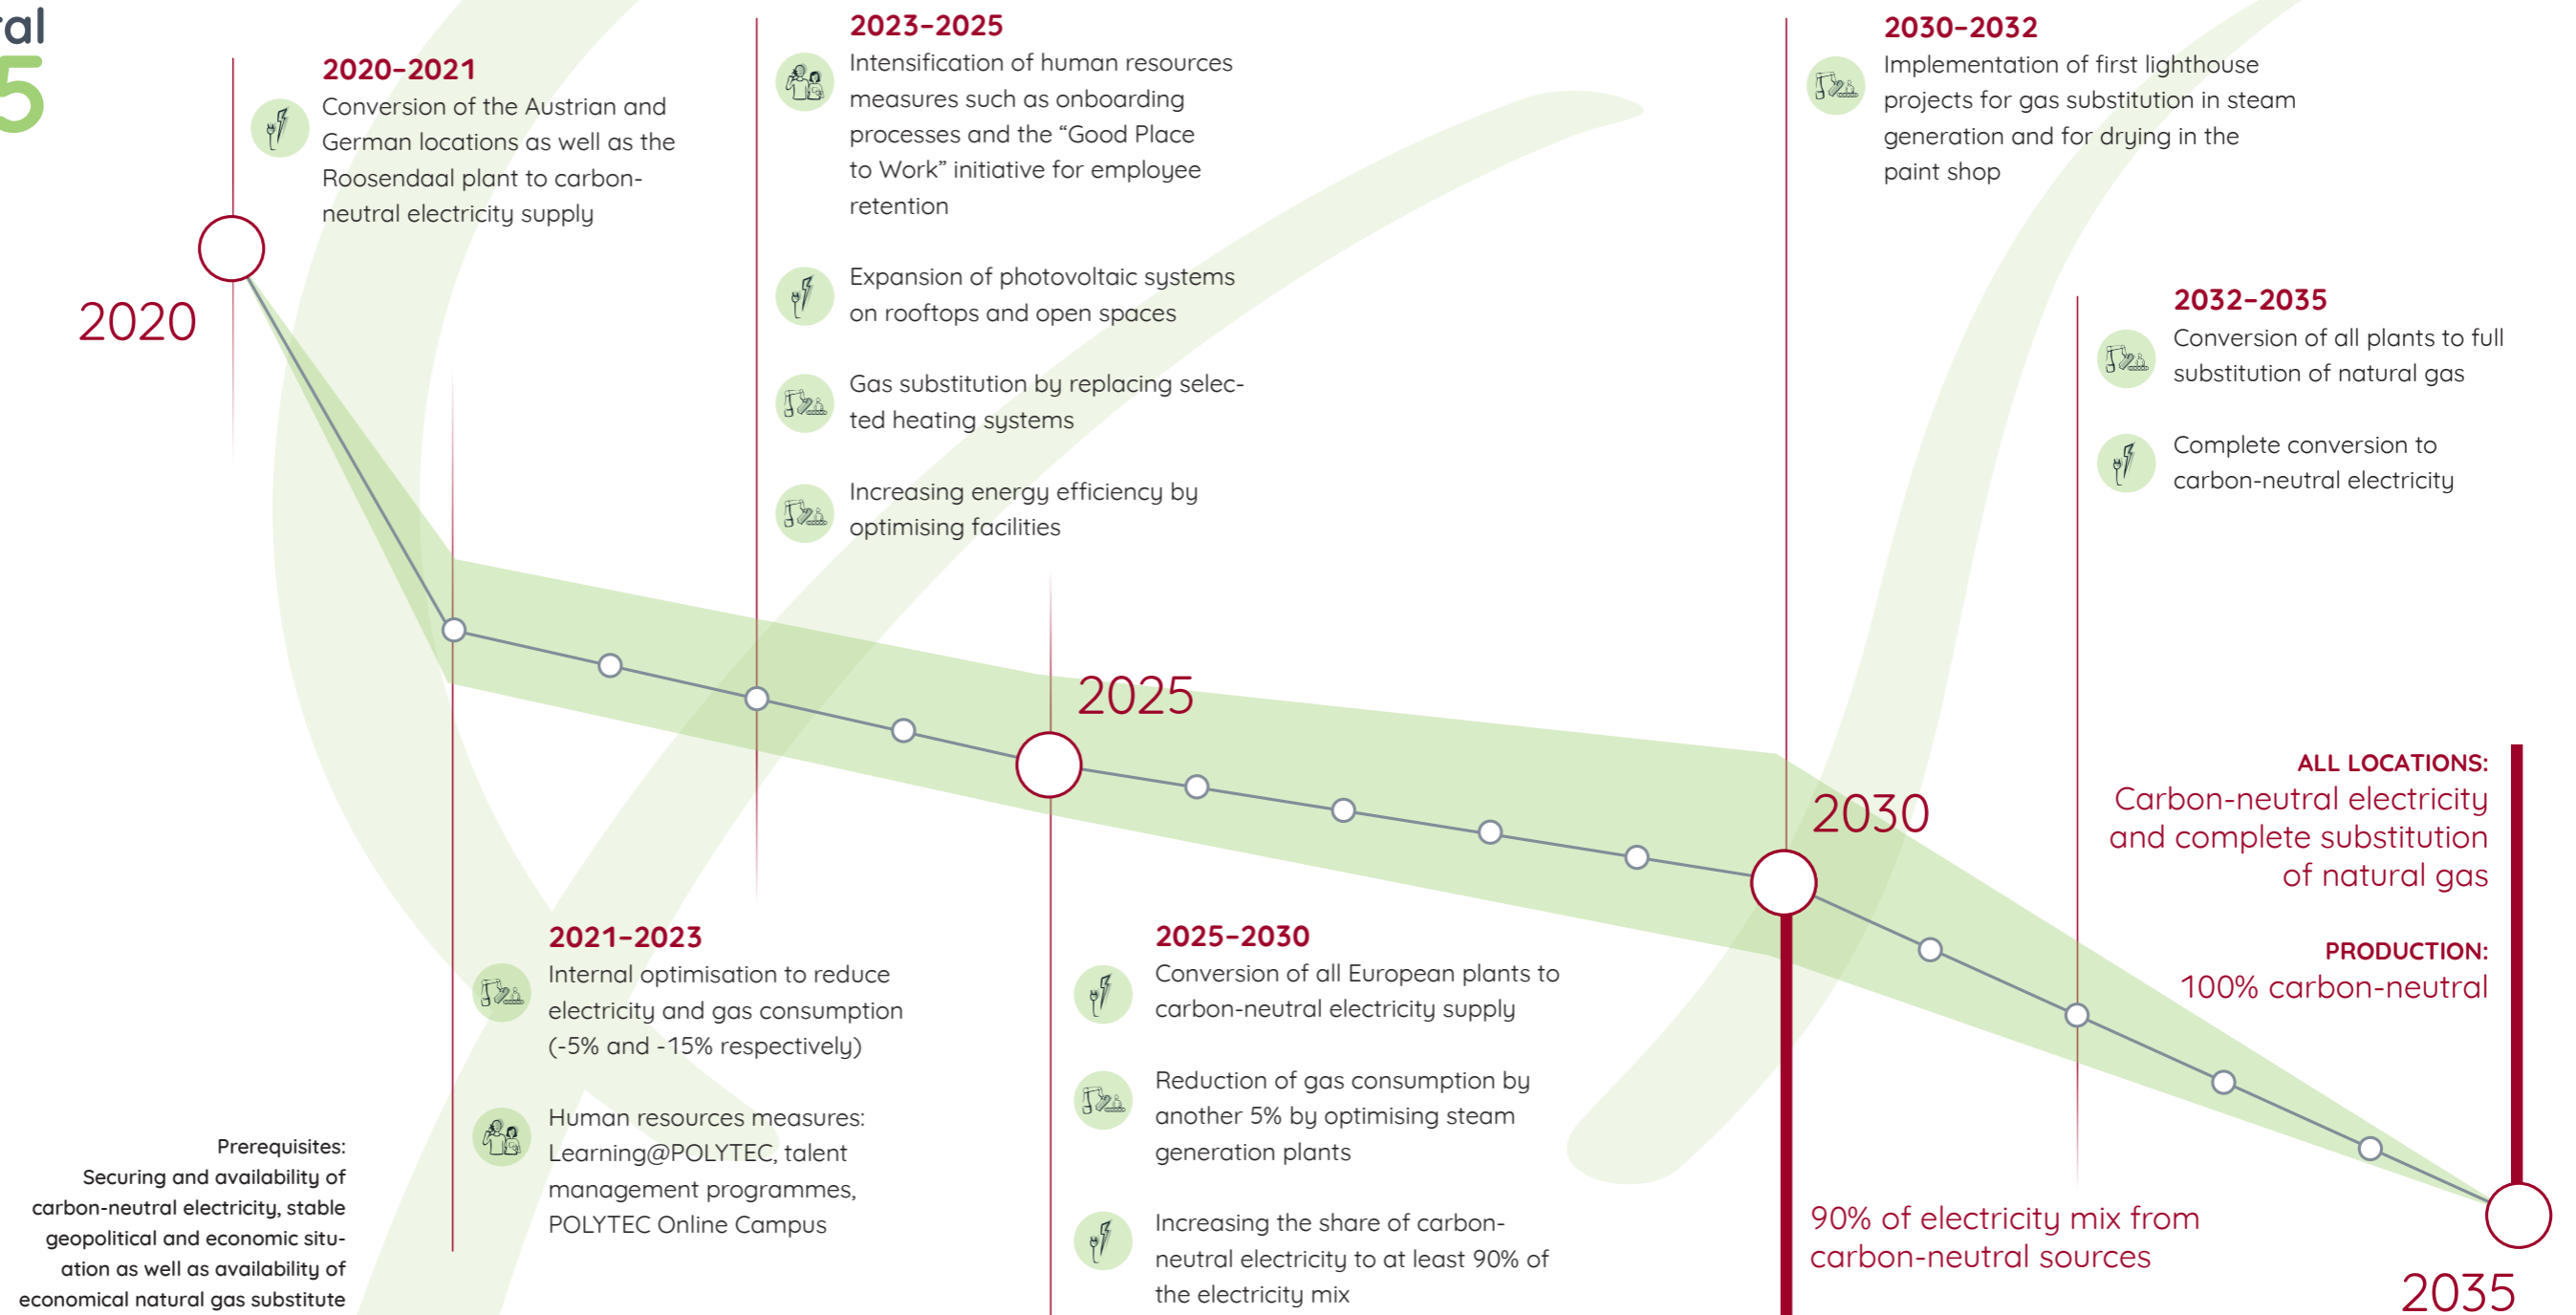 2020–2021
Conversion of the Austrian and
German locations as well as the
Roosendaal plant to carbon-
neutral electricity supply
2020
2023–2025
Intensification of human resources
measures such as onboarding
processes and the “Good Place
to Work” initiative for employee
retention
Expansion of photovoltaic systems
on rooftops and open spaces
Gas substitution by replacing selec-
ted heating systems
Increasing energy efficiency by
optimising facilities
2030–2032
Implementation of first lighthouse
projects for gas substitution in steam
generation and for drying in the
paint shop
2032–2035
Conversion of all plants to full
substitution of natural gas
Complete conversion to
carbon-neutral electricity
2025
2030
ALL LOCATIONS:
Carbon-neutral electricity
and complete substitution
of natural gas
PRODUCTION:
100% carbon-neutral
2021–2023
Internal optimisation to reduce
electricity and gas consumption
(-5% and -15% respectively)
Human resources measures:
Learning@POLYTEC, talent
management programmes,
POLYTEC Online Campus
2025–2030
Conversion of all European plants to
carbon-neutral electricity supply
Reduction of gas consumption by
another 5% by optimising steam
generation plants
Increasing the share of carbon-
neutral electricity to at least 90% of
the electricity mix
90% of electricity mix from
carbon-neutral sources
2035
Prerequisites:
Securing and availability of
carbon-neutral electricity, stable
geopolitical and economic situ-
ation as well as availability of
economical natural gas substitute